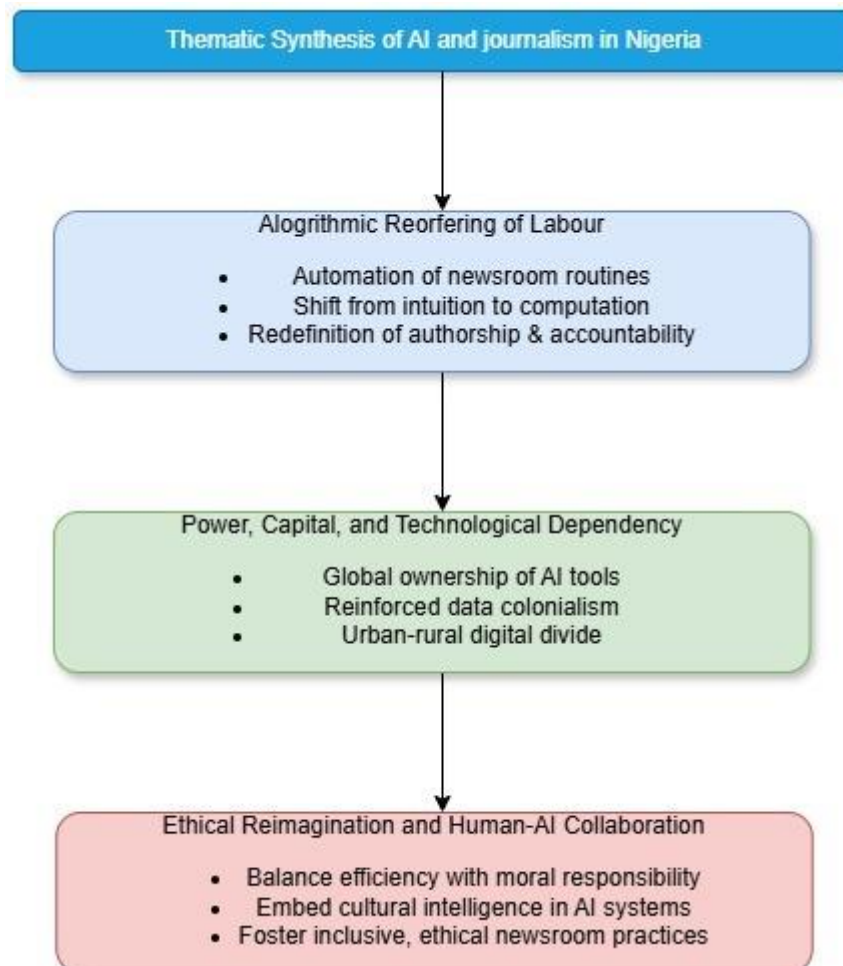 Thematic Synthesis of AI and journalism in Nigeria
Alogrithmic Reorfering of Labour
• Automation of newsroom routines
• Shift from intuition to computation
• Redefinition of authorship & accountability
Power, Capital, and Technological Dependency
• Global ownership of AI tools
• Reinforced data colonialism
• Urban-rural digital divide
Ethical Reimagination and Human-AI Collaboration
• Balance efficiency with moral responsibility
• Embed cultural intelligence in AI systems
• Foster inclusive, ethical newsroom practices